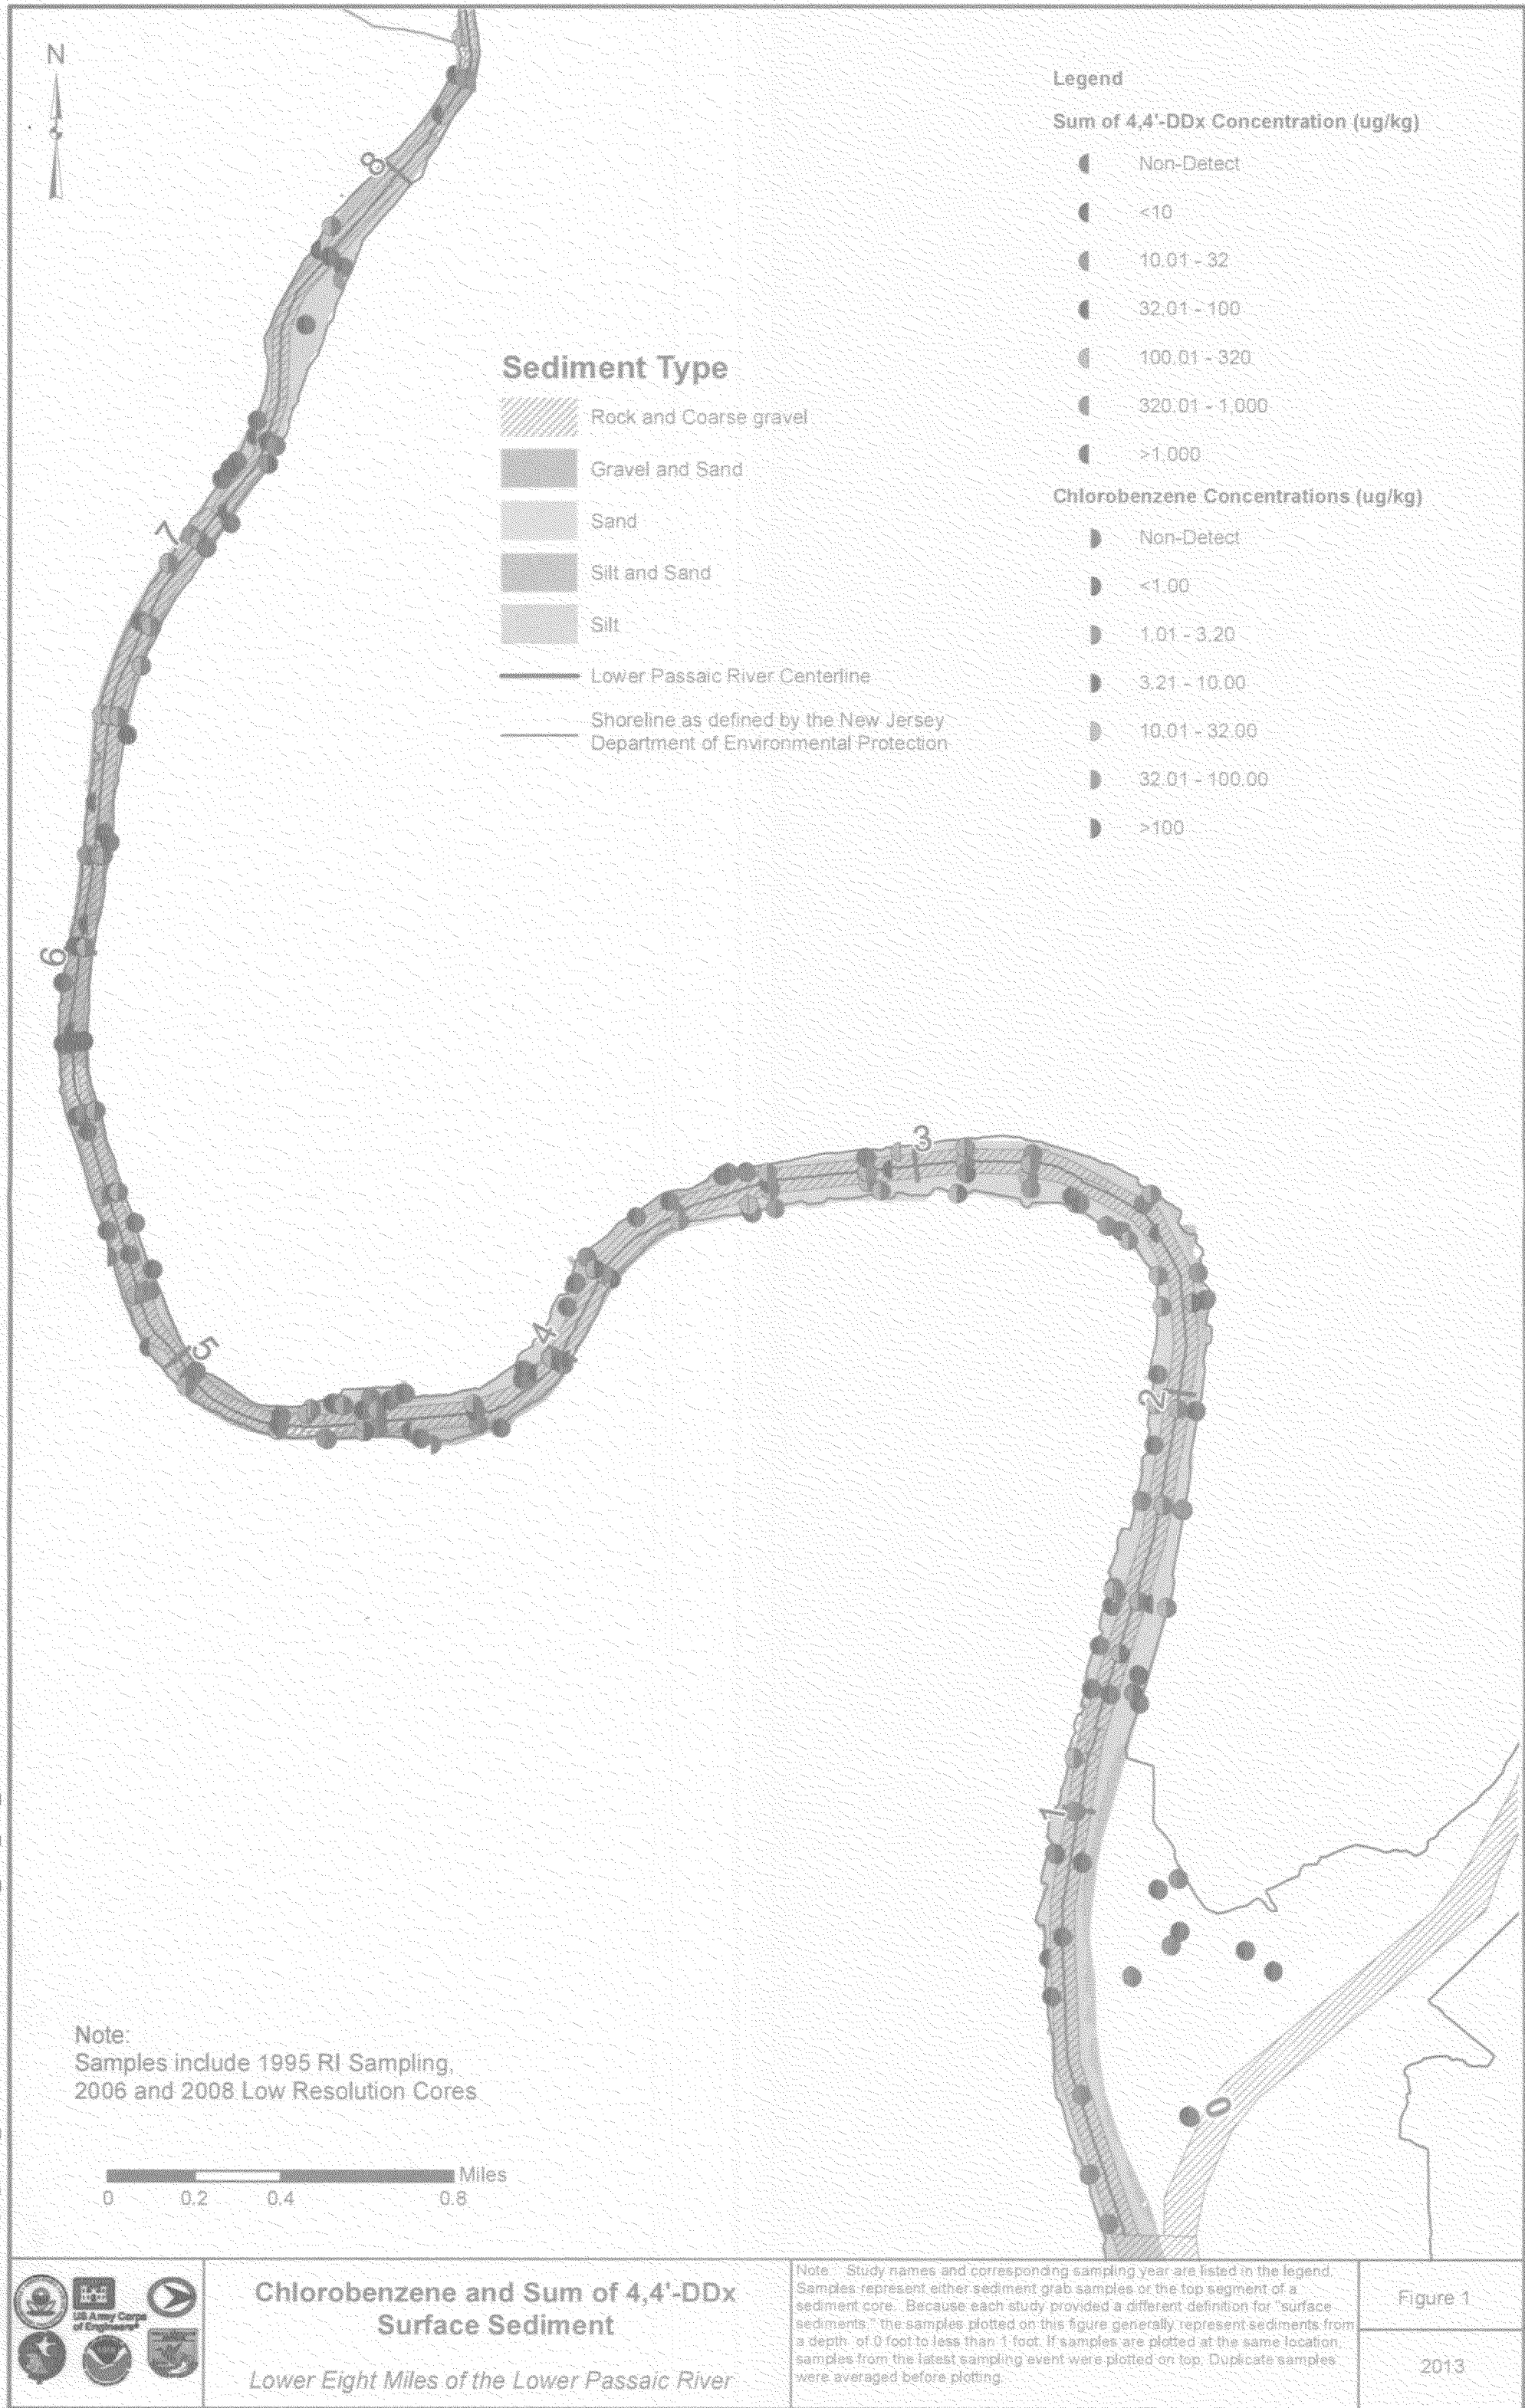 N
Legend
Sum of 4,4'-DDx Concentration (ug/kg)
Non-Detect
<10
10.01 - 32
32.01 - 100
100.01 - 320
320.01 - 1,000
>1,000
Chlorobenzene Concentrations (ug/kg)
Non-Detect
<1.00
1.01 - 3.20
3.21 - 10.00
10.01 - 32.00
32.01 - 100.00
>100
Sediment Type
Rock and Coarse gravel
Gravel and Sand
Sand
Silt and Sand
Silt
Lower Passaic River Centerline
Shoreline as defined by the New Jersey
Department of Environmental Protection
8
7
6
5
4
3
2
1
0
Note:
Samples include 1995 RI Sampling,
2006 and 2008 Low Resolution Cores
Miles
0 0.2 0.4 0.8
US Army Corps
of Engineers®
Chlorobenzene and Sum of 4,4'-DDx
Surface Sediment
Lower Eight Miles of the Lower Passaic River
Note: Study names and corresponding sampling year are listed in the legend.
Samples represent either sediment grab samples or the top segment of a
sediment core. Because each study provided a different definition for "surface
sediments," the samples plotted on this figure generally represent sediments from
a depth of 0 foot to less than 1 foot. If samples are plotted at the same location,
samples from the latest sampling event were plotted on top. Duplicate samples
were averaged before plotting.
Figure 1
2013